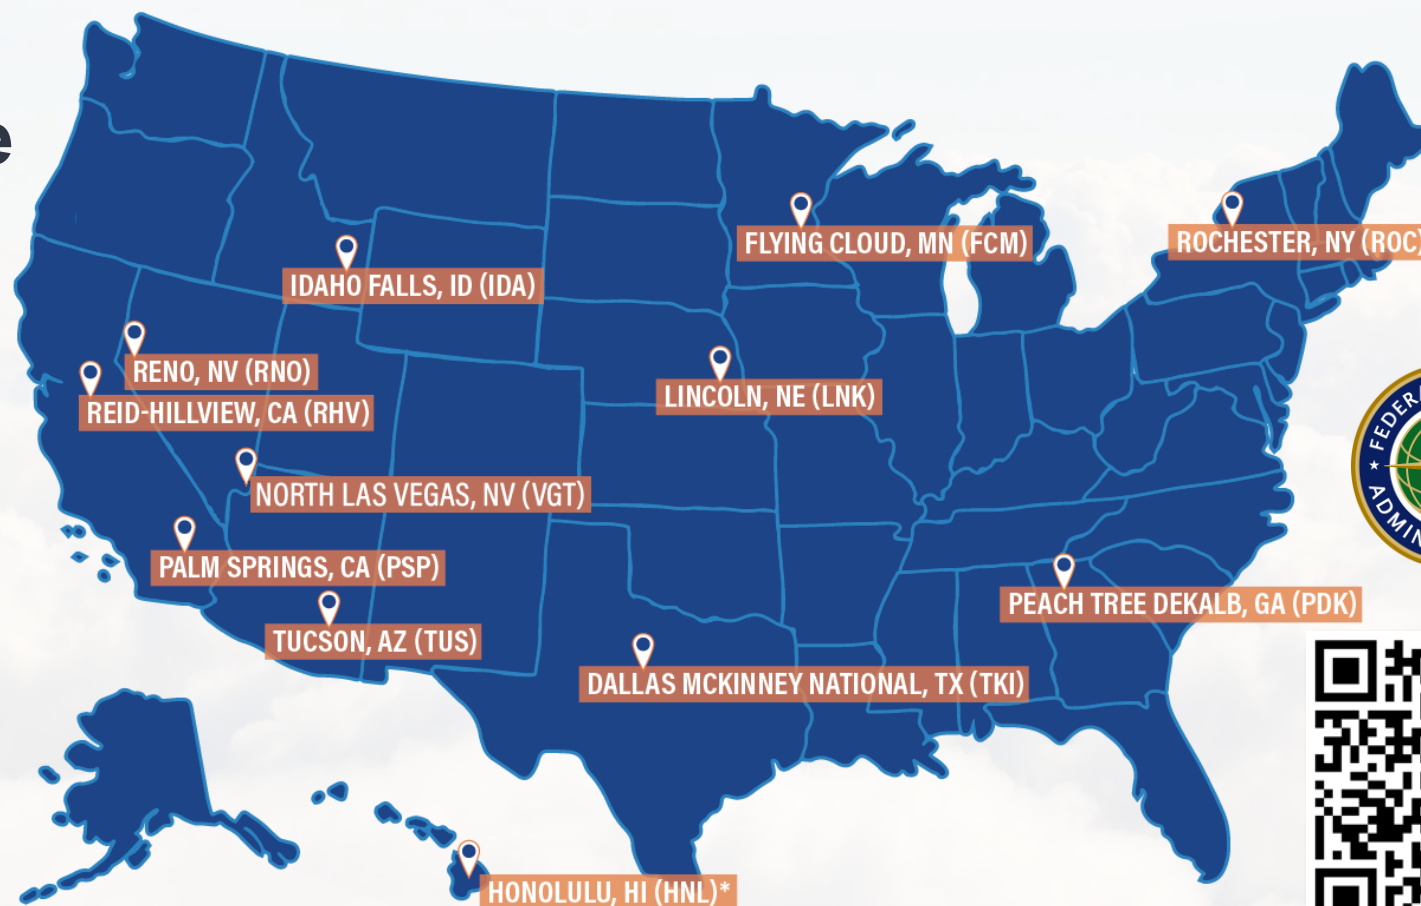 e
FLYING CLOUD, MN (FCM)
ROCHESTER, NY (ROC)
IDAHO FALLS, ID (IDA)
RENO, NV (RNO)
LINCOLN, NE (LNK)
REID-HILLVIEW, CA (RHV)
NORTH LAS VEGAS, NV (VGT)
PALM SPRINGS, CA (PSP)
PEACH TREE DEKALB, GA (PDK)
TUCSON, AZ (TUS)
DALLAS MCKINNEY NATIONAL, TX (TKI)
HONOLULU, HI (HNL)*
FEDER
ADMIN